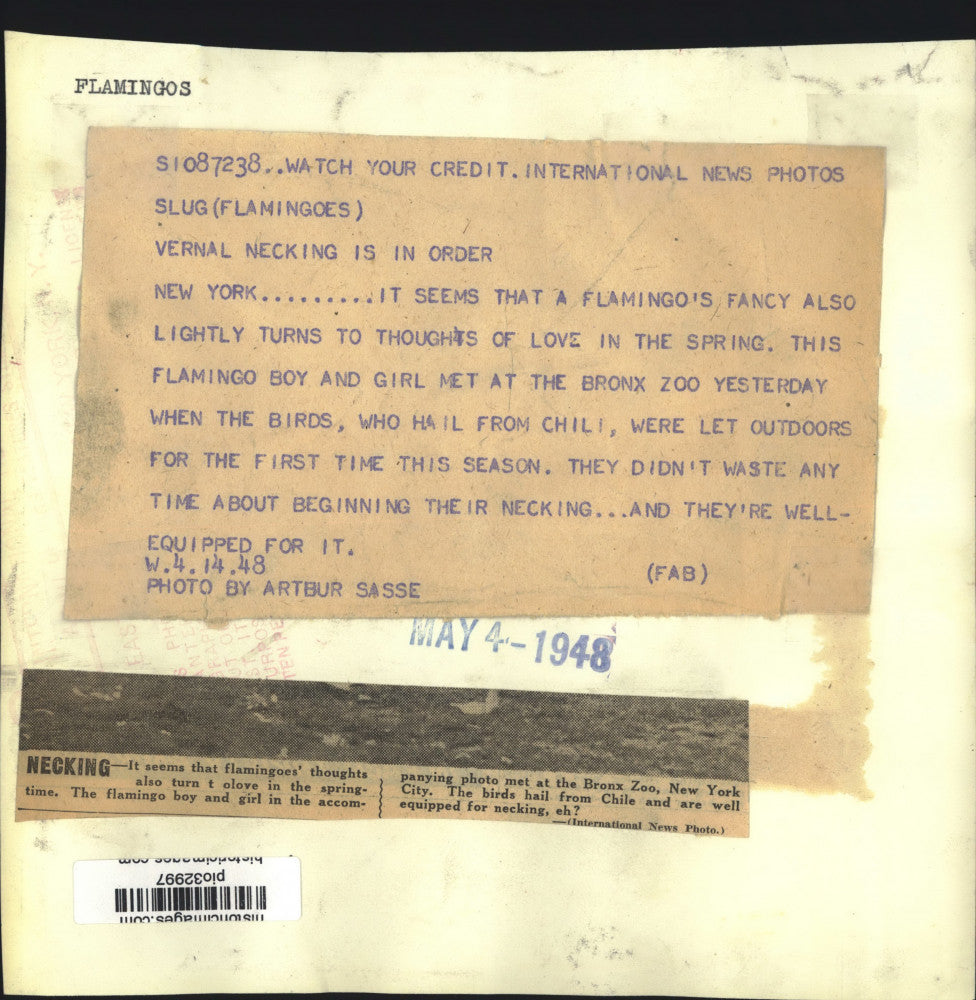 FLAMINGOS
SI087238..WATCH YOUR CREDIT.INTERNATIONAL NEWS PHOTOS
SLUG(FLAMINGOES)
VERNAL NECKING IS IN ORDER
NEW YORK.........IT SEEMS THAT A FLAMINGO'S FANCY ALSO
LIGHTLY TURNS TO THOUGHTS OF LOVE IN THE SPRING. THIS
FLAMINGO BOY AND GIRL MET AT THE BRONX ZOO YESTERDAY
WHEN THE BIRDS, WHO HAIL FROM CHILI, WERE LET OUTDOORS
FOR THE FIRST TIME THIS SEASON. THEY DIDN'T WASTE ANY
TIME ABOUT BEGINNING THEIR NECKING...AND THEY'RE WELL-
EQUIPPED FOR IT.
W.4.14.48 (FAB)
PHOTO BY ARTBUR SASSE
MAY 4-1948
NECKING—It seems that flamingoes' thoughts
also turn t olove in the spring-
time. The flamingo boy and girl in the accom-
panying photo met at the Bronx Zoo, New York
City. The birds hail from Chile and are well
equipped for necking, eh?
—(International News Photo.)
historicimages.com
pio32997
historicimages.com